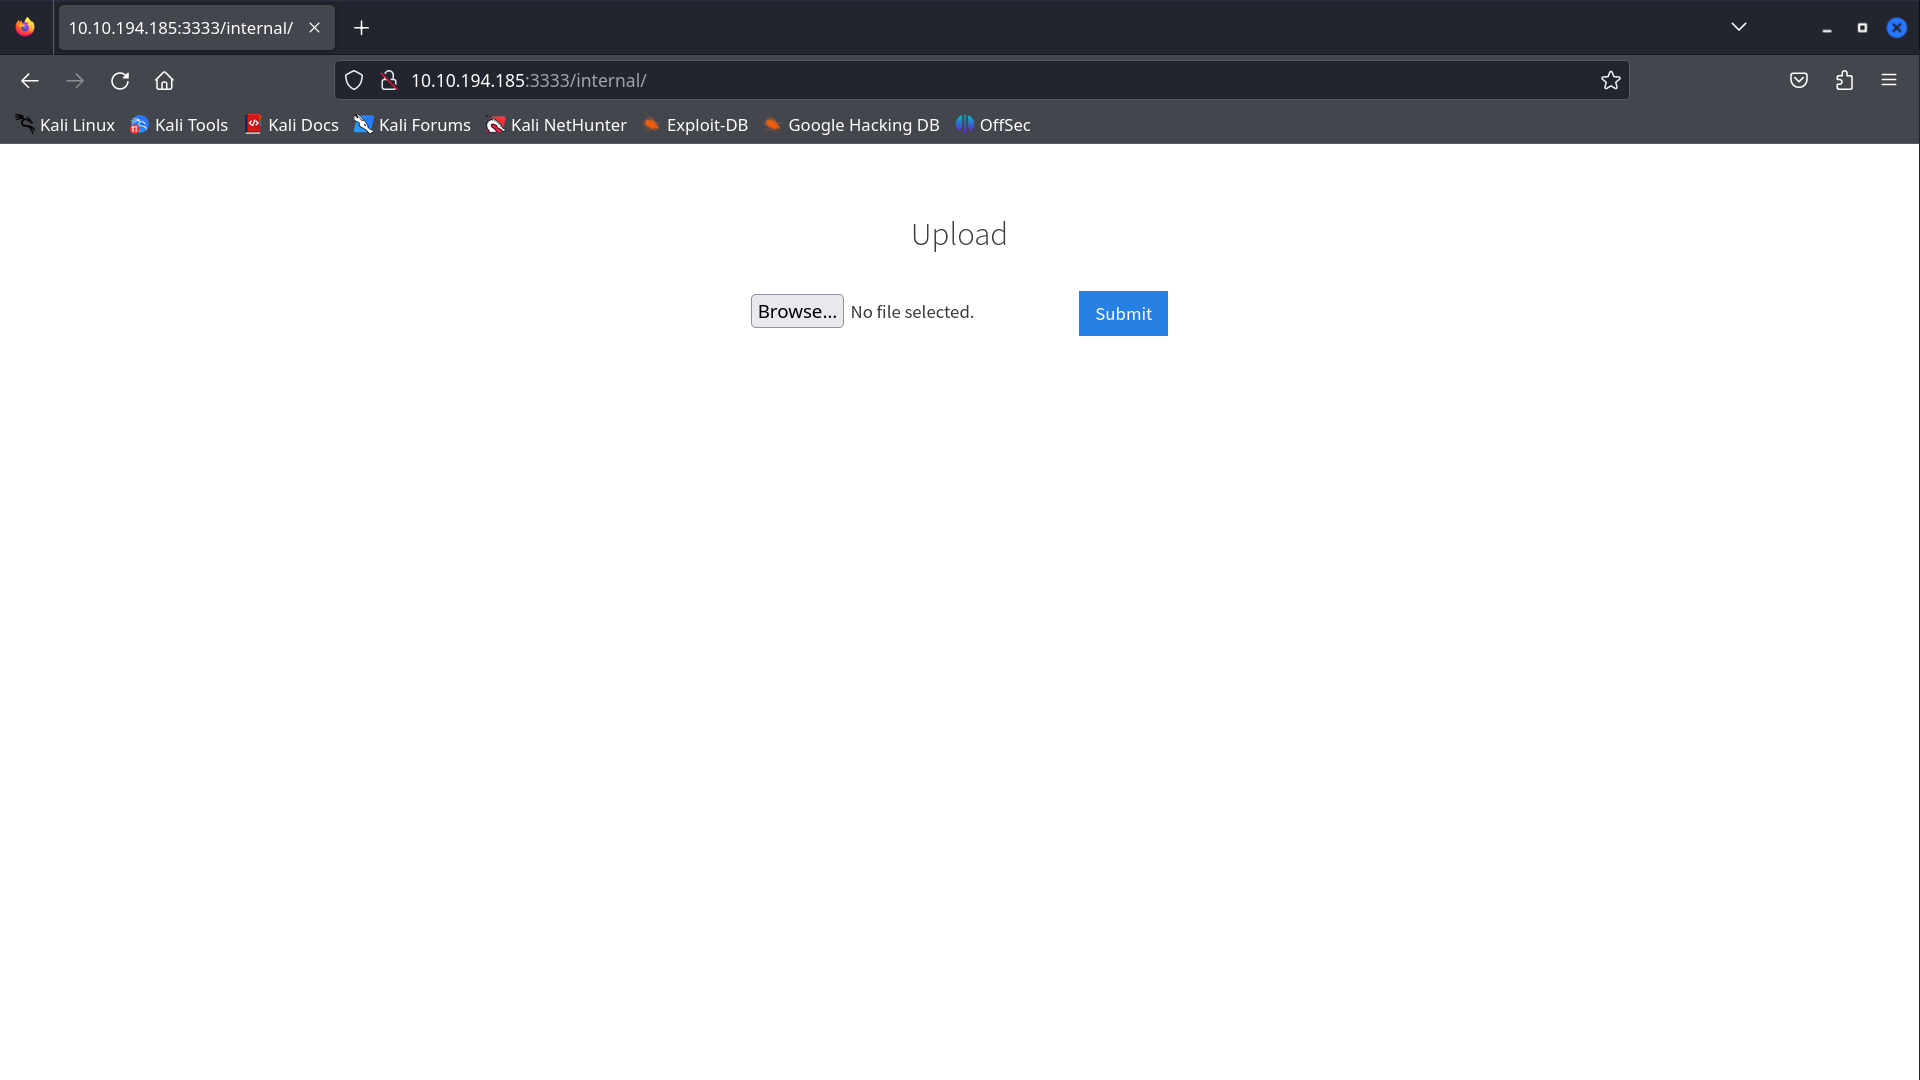 10.10.194.185:3333/internal/
10.10.194.185:3333/internal/
Kali Linux Kali Tools Kali Docs Kali Forums Kali NetHunter Exploit-DB Google Hacking DB OffSec
Upload
Browse... No file selected. Submit